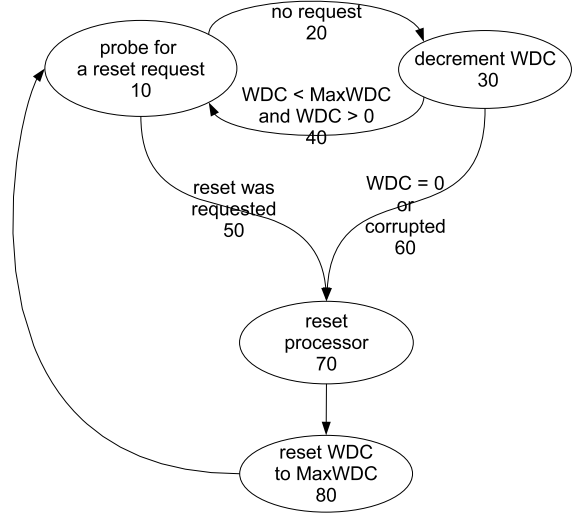 no request
20
probe for
a reset request
10
decrement WDC
30
WDC < MaxWDC
and WDC > 0
40
reset was
requested
50
WDC = 0
or
corrupted
60
reset
processor
70
reset WDC
to MaxWDC
80